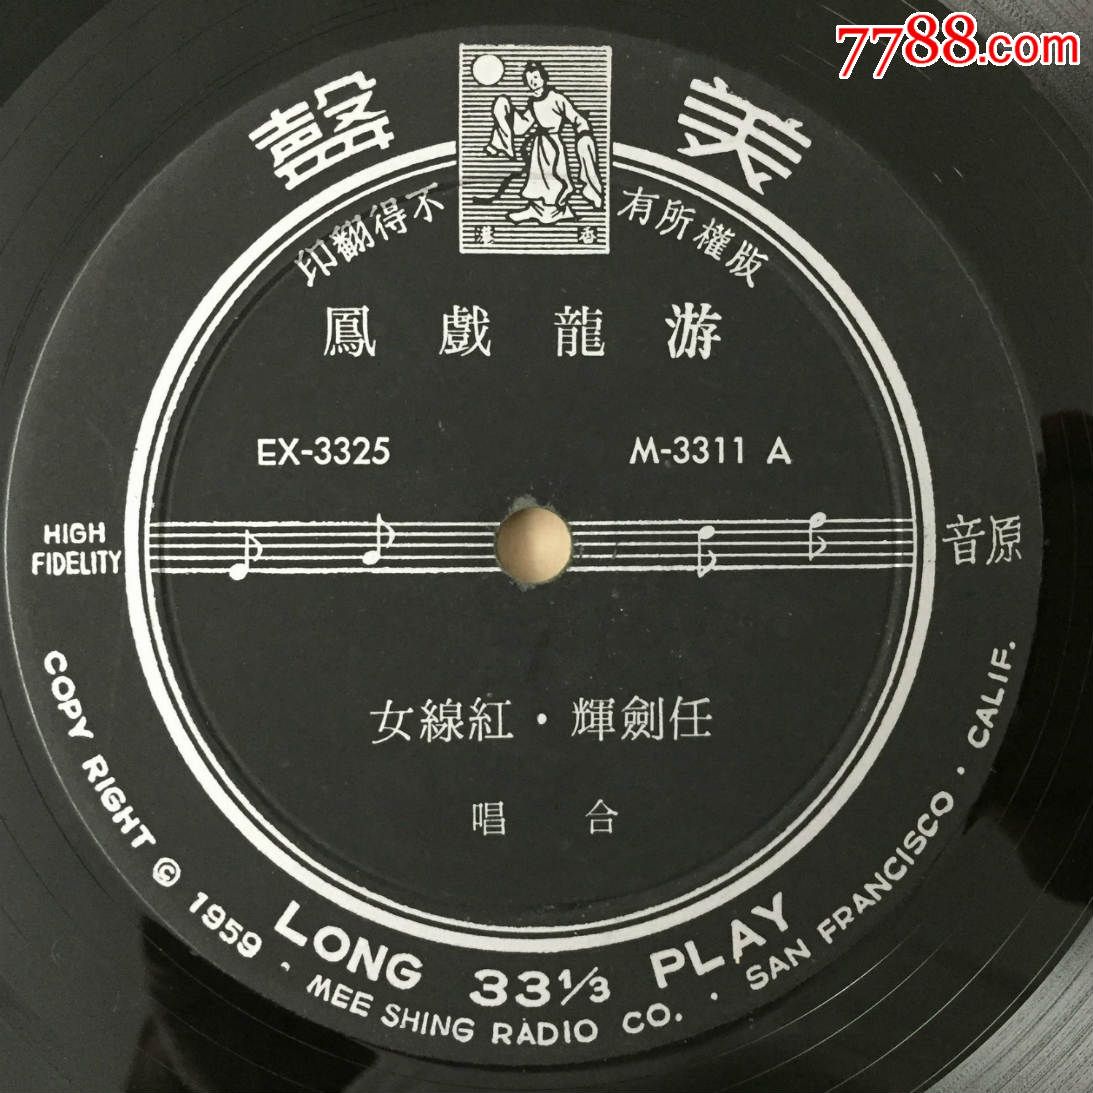 7788.com
美聲
香港
版權所有 不得翻印
游龍戲鳳
EX-3325 M-3311 A
HIGH
FIDELITY
原音
任劍輝・紅線女
合唱
LONG 33⅓ PLAY
COPY RIGHT © 1959 · MEE SHING RADIO CO. · SAN FRANCISCO · CALIF.